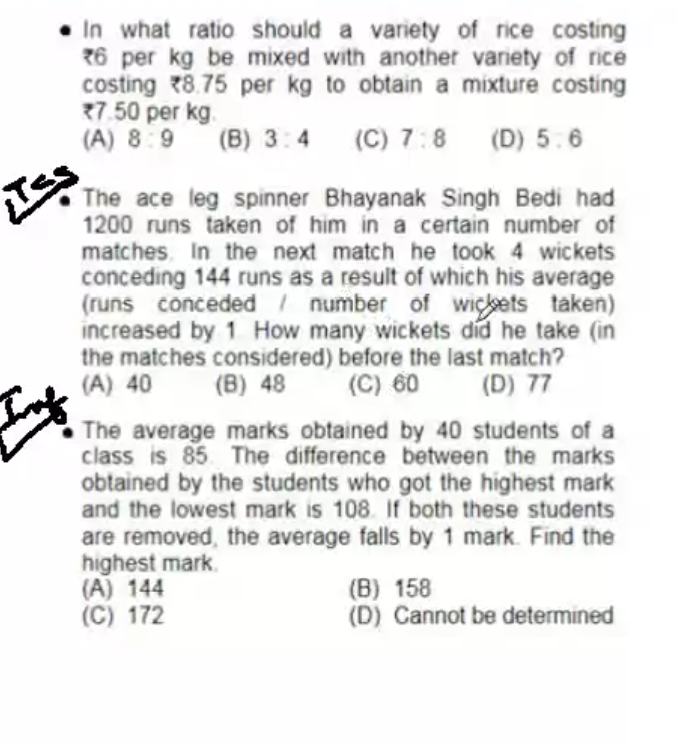 • In what ratio should a variety of rice costing
₹6 per kg be mixed with another variety of rice
costing ₹8.75 per kg to obtain a mixture costing
₹7.50 per kg.
(A) 8 : 9 (B) 3 : 4 (C) 7 : 8 (D) 5 : 6
TCS
• The ace leg spinner Bhayanak Singh Bedi had
1200 runs taken of him in a certain number of
matches. In the next match he took 4 wickets
conceding 144 runs as a result of which his average
(runs conceded / number of wickets taken)
increased by 1. How many wickets did he take (in
the matches considered) before the last match?
(A) 40 (B) 48 (C) 60 (D) 77
• The average marks obtained by 40 students of a
class is 85. The difference between the marks
obtained by the students who got the highest mark
and the lowest mark is 108. If both these students
are removed, the average falls by 1 mark. Find the
highest mark.
(A) 144 (B) 158
(C) 172 (D) Cannot be determined